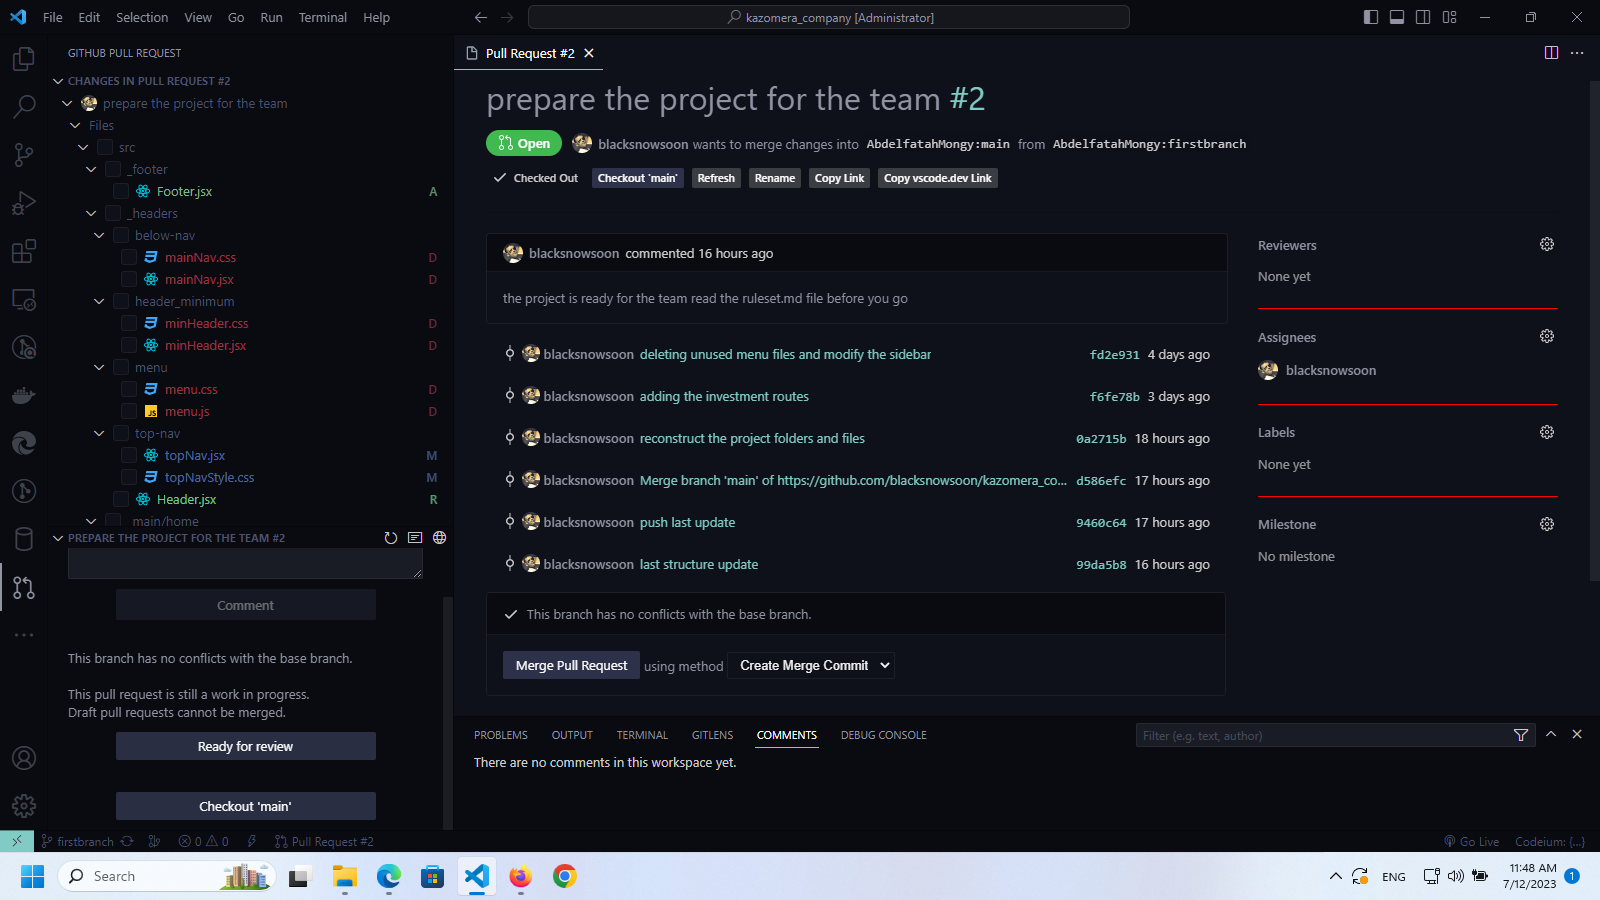 File Edit Selection View Go Run Terminal Help
kazomera_company [Administrator]
GITHUB PULL REQUEST
CHANGES IN PULL REQUEST #2
prepare the project for the team
Files
src
_footer
Footer.jsx A
_headers
below-nav
mainNav.css D
mainNav.jsx D
header_minimum
minHeader.css D
minHeader.jsx D
menu
menu.css D
JS menu.js D
top-nav
topNav.jsx M
topNavStyle.css M
Header.jsx R
main/home
PREPARE THE PROJECT FOR THE TEAM #2
Comment
This branch has no conflicts with the base branch.
This pull request is still a work in progress.
Draft pull requests cannot be merged.
Ready for review
Checkout 'main'
Pull Request #2
prepare the project for the team #2
Open blacksnowsoon wants to merge changes into AbdelfatahMongy:main from AbdelfatahMongy:firstbranch
Checked Out Checkout 'main' Refresh Rename Copy Link Copy vscode.dev Link
blacksnowsoon commented 16 hours ago
the project is ready for the team read the ruleset.md file before you go
blacksnowsoon deleting unused menu files and modify the sidebar fd2e931 4 days ago
blacksnowsoon adding the investment routes f6fe78b 3 days ago
blacksnowsoon reconstruct the project folders and files 0a2715b 18 hours ago
blacksnowsoon Merge branch 'main' of https://github.com/blacksnowsoon/kazomera_co... d586efc 17 hours ago
blacksnowsoon push last update 9460c64 17 hours ago
blacksnowsoon last structure update 99da5b8 16 hours ago
This branch has no conflicts with the base branch.
Merge Pull Request using method Create Merge Commit
Reviewers
None yet
Assignees
blacksnowsoon
Labels
None yet
Milestone
No milestone
PROBLEMS OUTPUT TERMINAL GITLENS COMMENTS DEBUG CONSOLE
Filter (e.g. text, author)
There are no comments in this workspace yet.
firstbranch 0 0 Pull Request #2 Go Live Codeium: {...}
Search
ENG
11:48 AM
7/12/2023
1